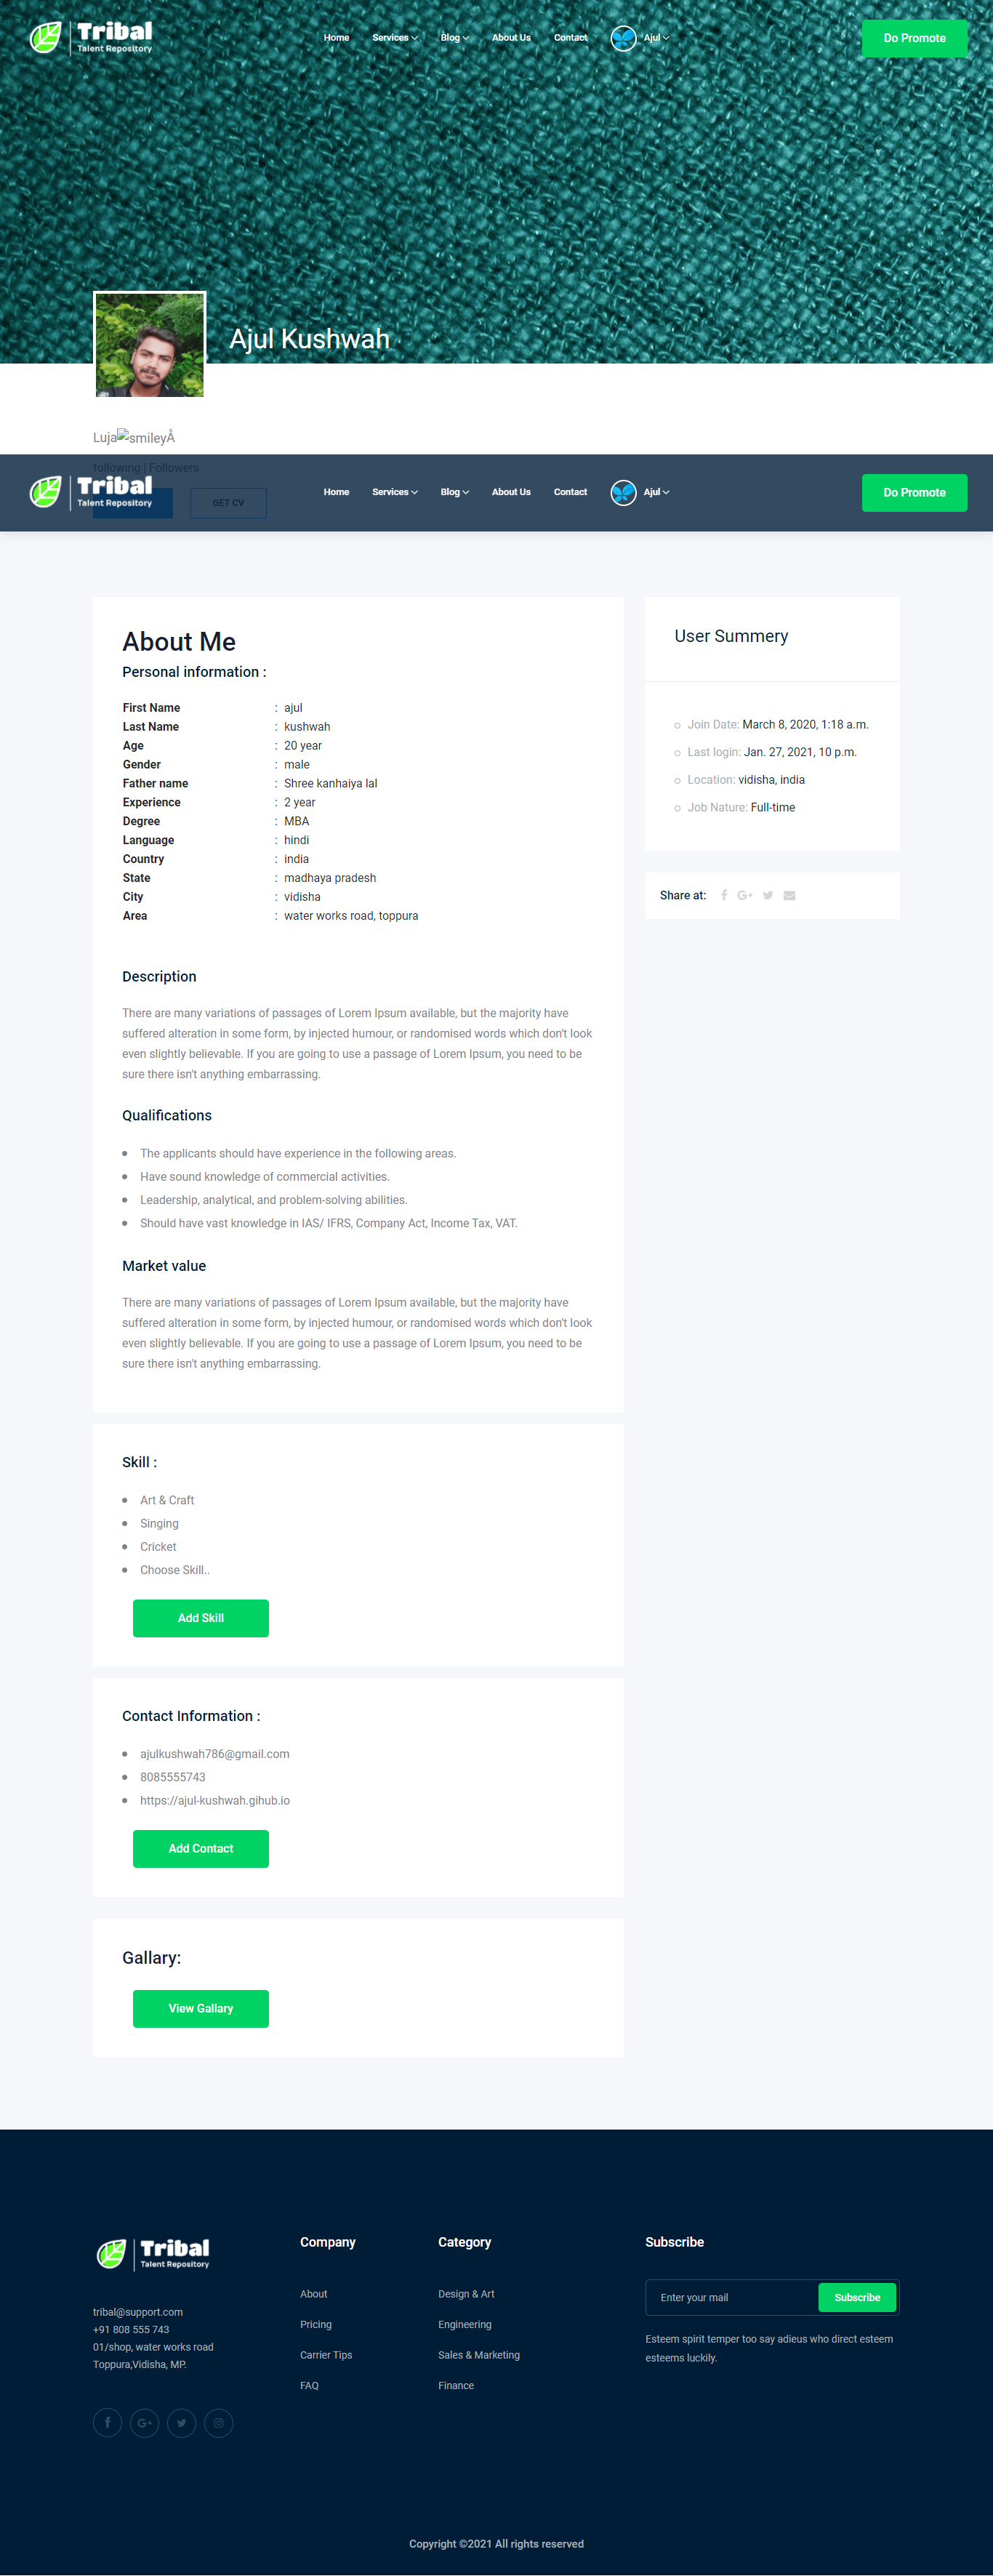 Tribal
Talent Repository
Home Services Blog About Us Contact Ajul
Do Promote
Ajul Kushwah
LujasmileyÅ
following | Followers
Tribal
Talent Repository
Home Services Blog About Us Contact Ajul
Do Promote
GET CV
About Me
Personal information :
First Name : ajul
Last Name : kushwah
Age : 20 year
Gender : male
Father name : Shree kanhaiya lal
Experience : 2 year
Degree : MBA
Language : hindi
Country : india
State : madhaya pradesh
City : vidisha
Area : water works road, toppura
Description
There are many variations of passages of Lorem Ipsum available, but the majority have
suffered alteration in some form, by injected humour, or randomised words which don't look
even slightly believable. If you are going to use a passage of Lorem Ipsum, you need to be
sure there isn't anything embarrassing.
Qualifications
The applicants should have experience in the following areas.
Have sound knowledge of commercial activities.
Leadership, analytical, and problem-solving abilities.
Should have vast knowledge in IAS/ IFRS, Company Act, Income Tax, VAT.
Market value
There are many variations of passages of Lorem Ipsum available, but the majority have
suffered alteration in some form, by injected humour, or randomised words which don't look
even slightly believable. If you are going to use a passage of Lorem Ipsum, you need to be
sure there isn't anything embarrassing.
Skill :
Art & Craft
Singing
Cricket
Choose Skill..
Add Skill
Contact Information :
ajulkushwah786@gmail.com
8085555743
https://ajul-kushwah.gihub.io
Add Contact
Gallary:
View Gallary
User Summery
Join Date: March 8, 2020, 1:18 a.m.
Last login: Jan. 27, 2021, 10 p.m.
Location: vidisha, india
Job Nature: Full-time
Share at:
Tribal
Talent Repository
tribal@support.com
+91 808 555 743
01/shop, water works road
Toppura,Vidisha, MP.
Company
About
Pricing
Carrier Tips
FAQ
Category
Design & Art
Engineering
Sales & Marketing
Finance
Subscribe
Enter your mail
Subscribe
Esteem spirit temper too say adieus who direct esteem
esteems luckily.
Copyright ©2021 All rights reserved